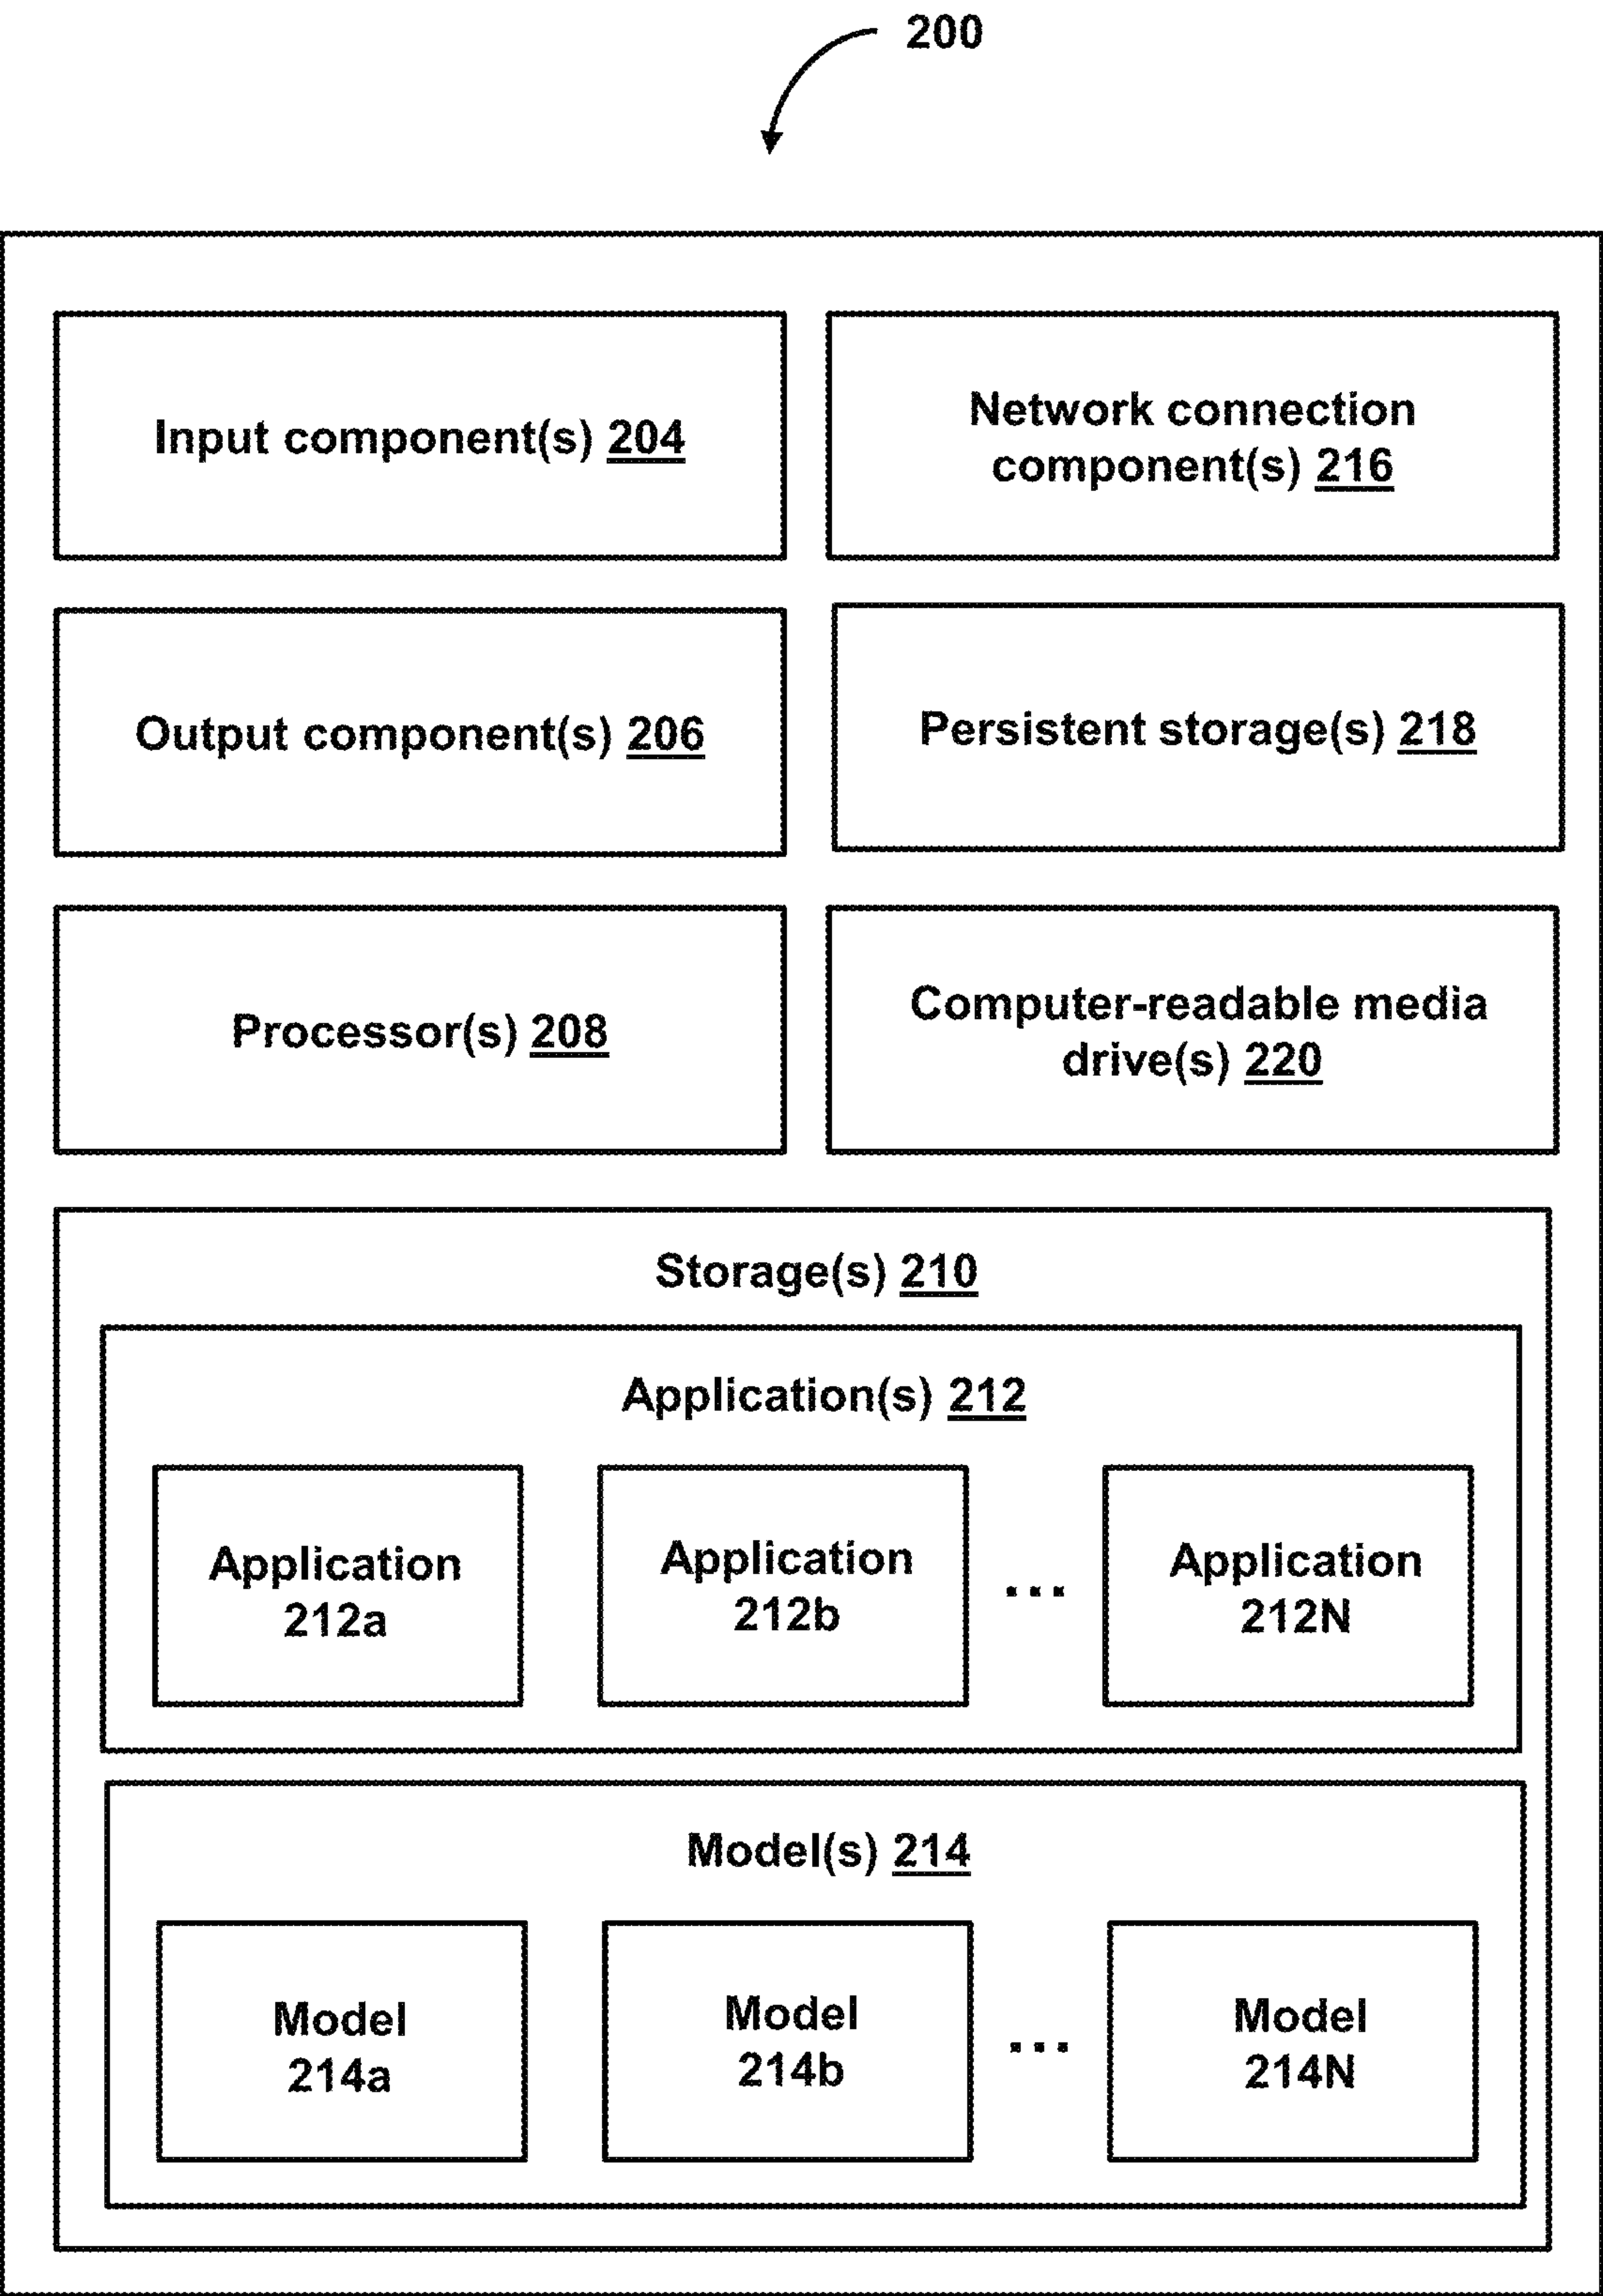 200
Input component(s) 204
Network connection
component(s) 216
Output component(s) 206
Persistent storage(s) 218
Processor(s) 208
Computer-readable media
drive(s) 220
Storage(s) 210
Application(s) 212
Application
212a
Application
212b
...
Application
212N
Model(s) 214
Model
214a
Model
214b
...
Model
214N